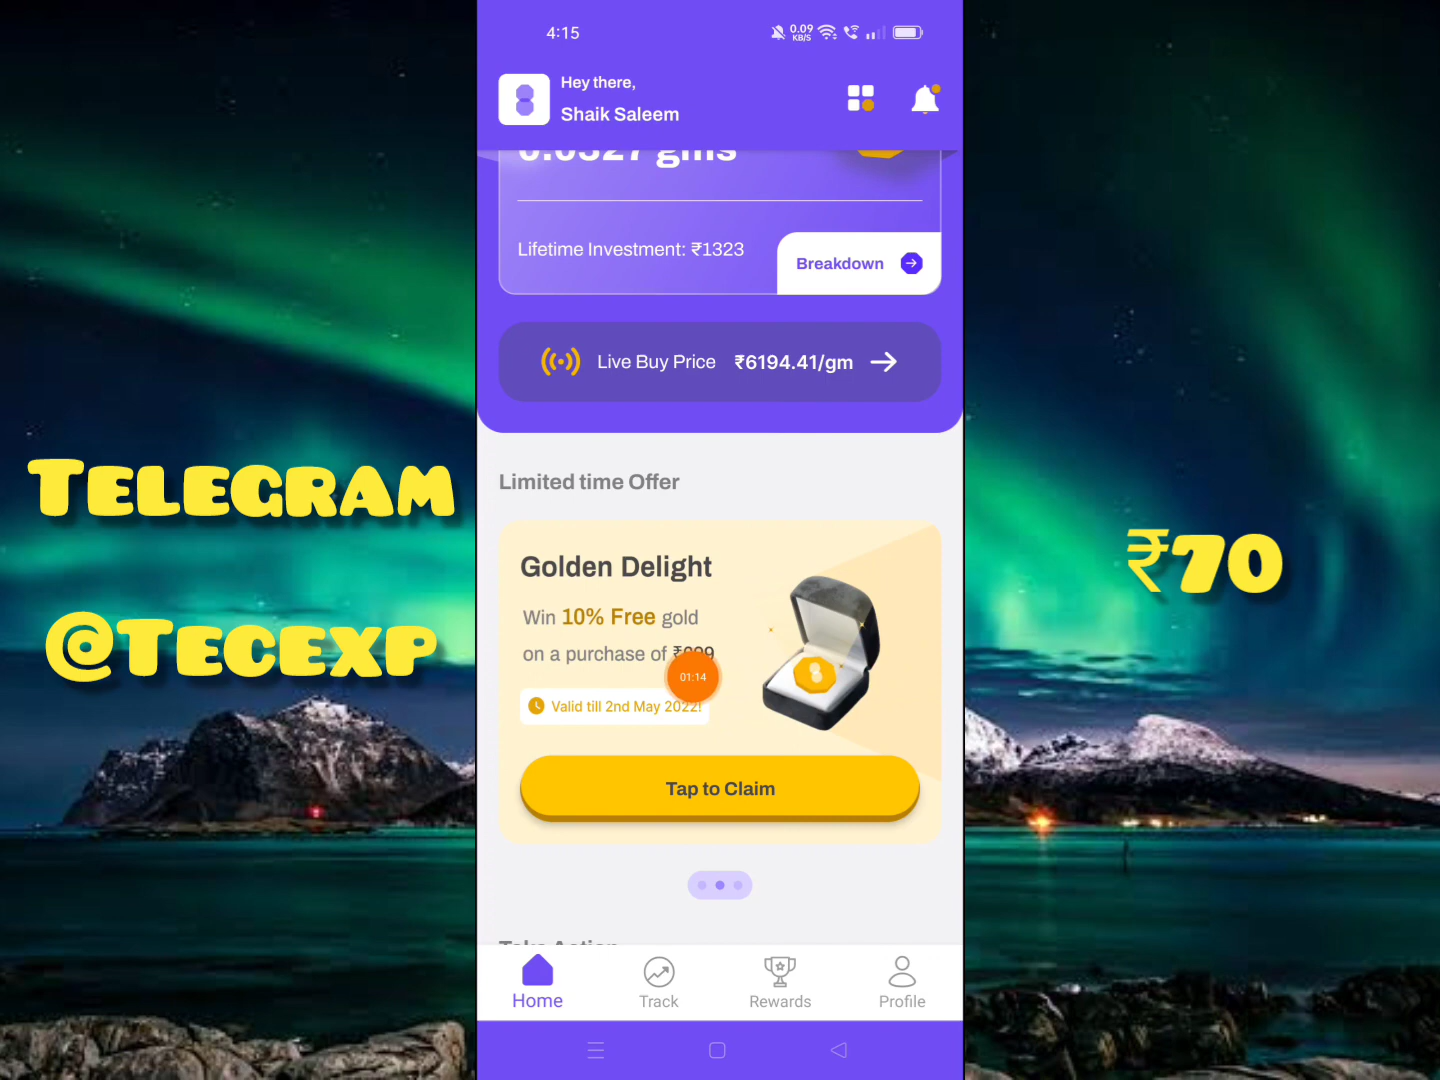 4:15
0.09
KB/S
Hey there,
Shaik Saleem
Lifetime Investment: ₹1323
Breakdown
Live Buy Price ₹6194.41/gm
Limited time Offer
Golden Delight
Win 10% Free gold
on a purchase of
01:14
Valid till 2nd May 2022!
Tap to Claim
Home
Track
Rewards
Profile
TELEGRAM
@TECEXP
₹70